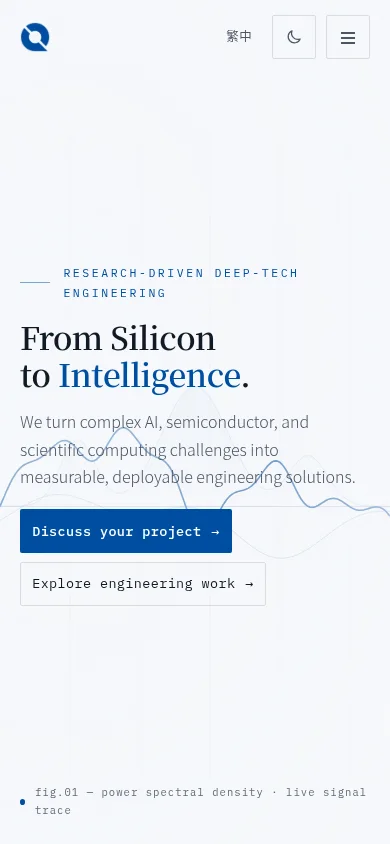 繁中
RESEARCH-DRIVEN DEEP-TECH
ENGINEERING
From Silicon
to Intelligence.
We turn complex AI, semiconductor, and
scientific computing challenges into
measurable, deployable engineering solutions.
Discuss your project →
Explore engineering work →
fig.01 — power spectral density · live signal
trace